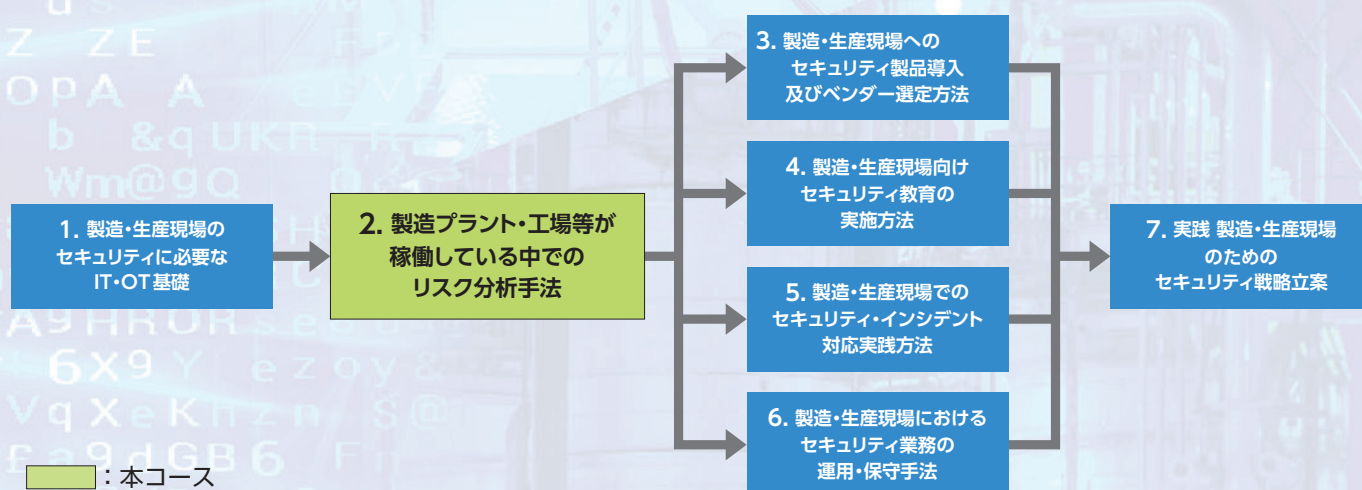 1. 製造・生産現場の
セキュリティに必要な
IT・OT基礎
2. 製造プラント・工場等が
稼働している中での
リスク分析手法
3. 製造・生産現場への
セキュリティ製品導入
及びベンダー選定方法
4. 製造・生産現場向け
セキュリティ教育の
実施方法
5. 製造・生産現場での
セキュリティ・インシデント
対応実践方法
6. 製造・生産現場における
セキュリティ業務の
運用・保守手法
7. 実践 製造・生産現場
のための
セキュリティ戦略立案
：本コース